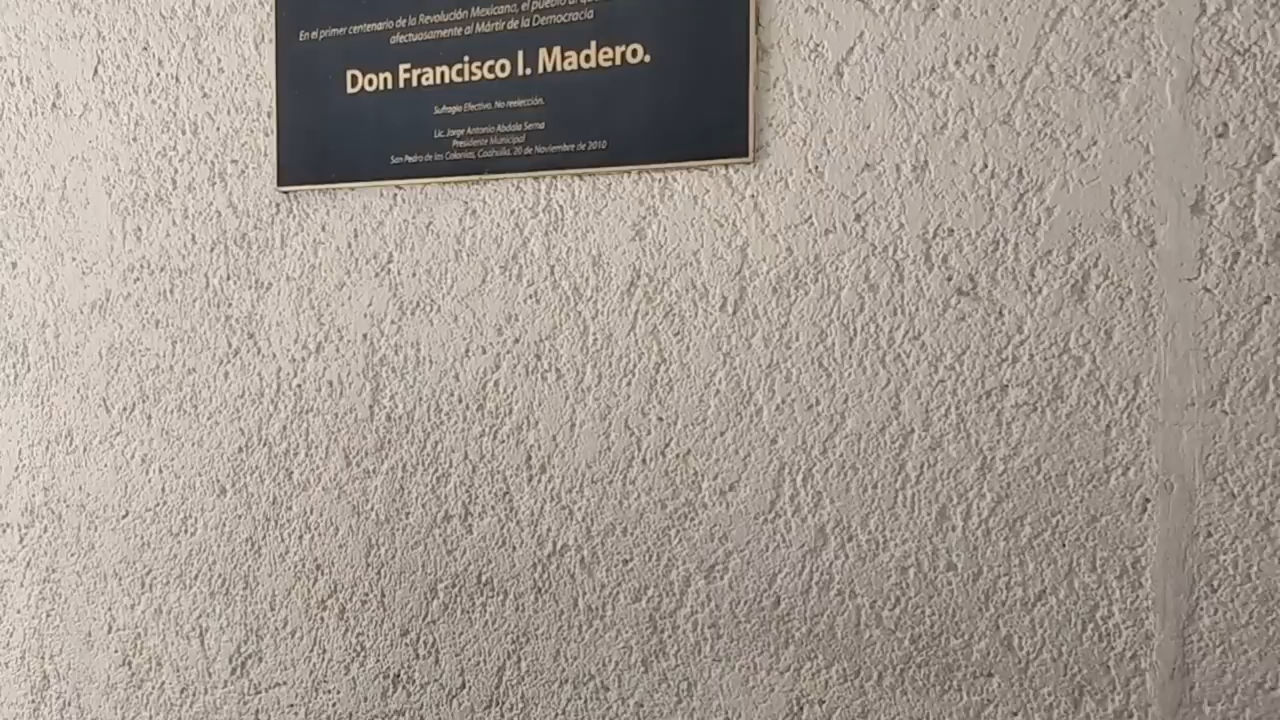 En el primer centenario de la Revolución Mexicana, el pueblo
afectuosamente al Mártir de la Democracia
Don Francisco I. Madero.
Sufragio Efectivo. No reelección.
Lic. Jorge Antonio Abdala Serna
Presidente Municipal
San Pedro de las Colonias, Coahuila, 20 de Noviembre de 2010